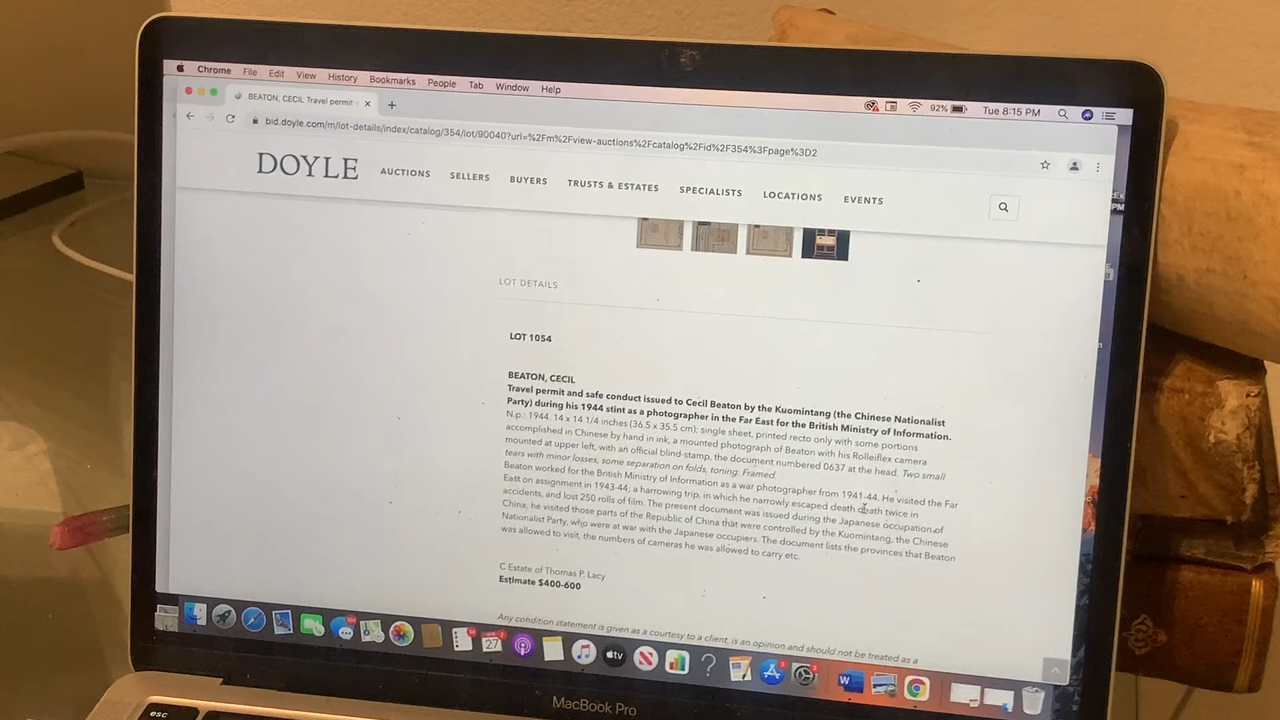 Chrome File Edit View History Bookmarks People Tab Window Help 92% Tue 8:15 PM
BEATON, CECIL Travel permit
bid.doyle.com/m/lot-details/index/catalog/354/lot/90040?url=%2Fm%2Fview-auctions%2Fcatalog%2Fid%2F354%3Fpage%3D2
DOYLE AUCTIONS SELLERS BUYERS TRUSTS & ESTATES SPECIALISTS LOCATIONS EVENTS
LOT DETAILS
LOT 1054
BEATON, CECIL
Travel permit and safe conduct issued to Cecil Beaton by the Kuomintang (the Chinese Nationalist
Party) during his 1944 stint as a photographer in the Far East for the British Ministry of Information.
N.p.: 1944. 14 x 14 1/4 inches (36.5 x 35.5 cm); single sheet, printed recto only with some portions
accomplished in Chinese by hand in ink, a mounted photograph of Beaton with his Rolleiflex camera
mounted at upper left, with an official blind-stamp, the document numbered 0637 at the head. Two small
tears with minor losses, some separation on folds, toning. Framed.
Beaton worked for the British Ministry of Information as a war photographer from 1941-44. He visited the Far
East on assignment in 1943-44; a harrowing trip, in which he narrowly escaped death death twice in
accidents, and lost 250 rolls of film. The present document was issued during the Japanese occupation of
China; he visited those parts of the Republic of China that were controlled by the Kuomintang, the Chinese
Nationalist Party, who were at war with the Japanese occupiers. The document lists the provinces that Beaton
was allowed to visit, the numbers of cameras he was allowed to carry etc.
C Estate of Thomas P. Lacy
Estimate $400-600
Any condition statement is given as a courtesy to a client, is an opinion and should not be treated as a
27
tv
W
MacBook Pro
esc